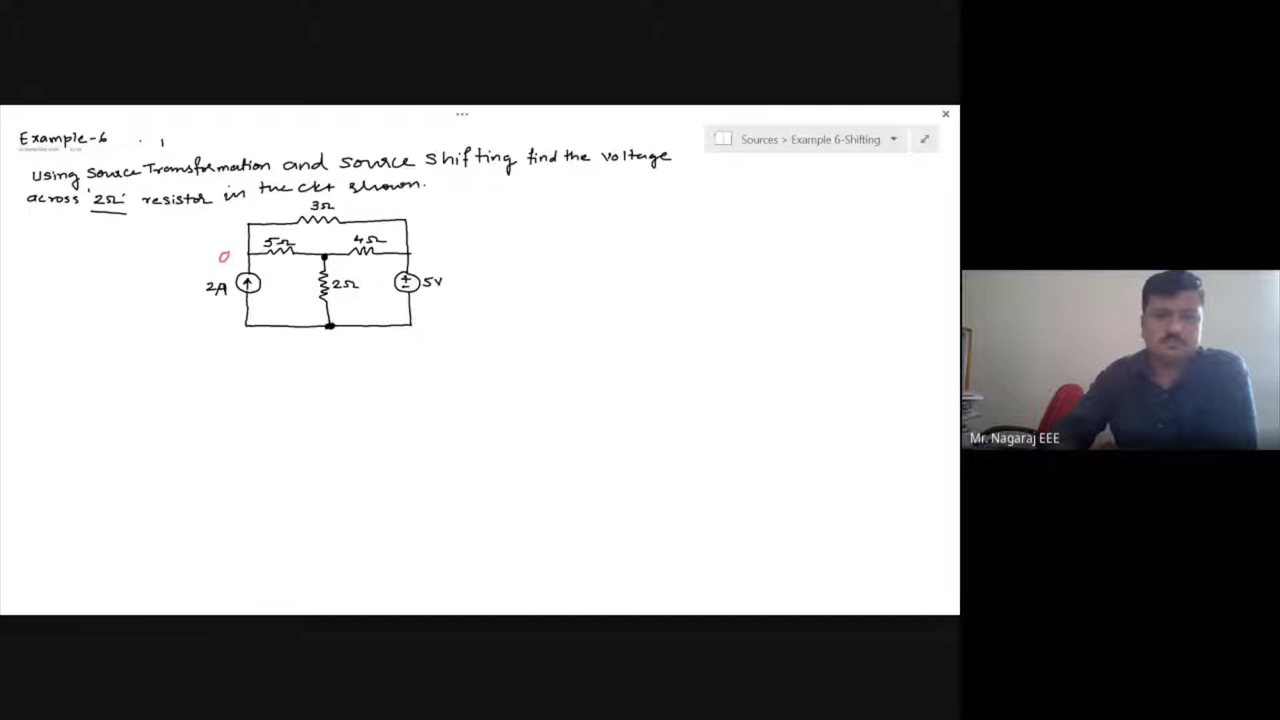 Example-6
Sources > Example 6-Shifting
using Source Transformation and source shifting find the voltage
across '2Ω' resistor in the ckt shown.
3Ω
5Ω 4Ω
2A 2Ω + - 5V
Mr. Nagaraj EEE